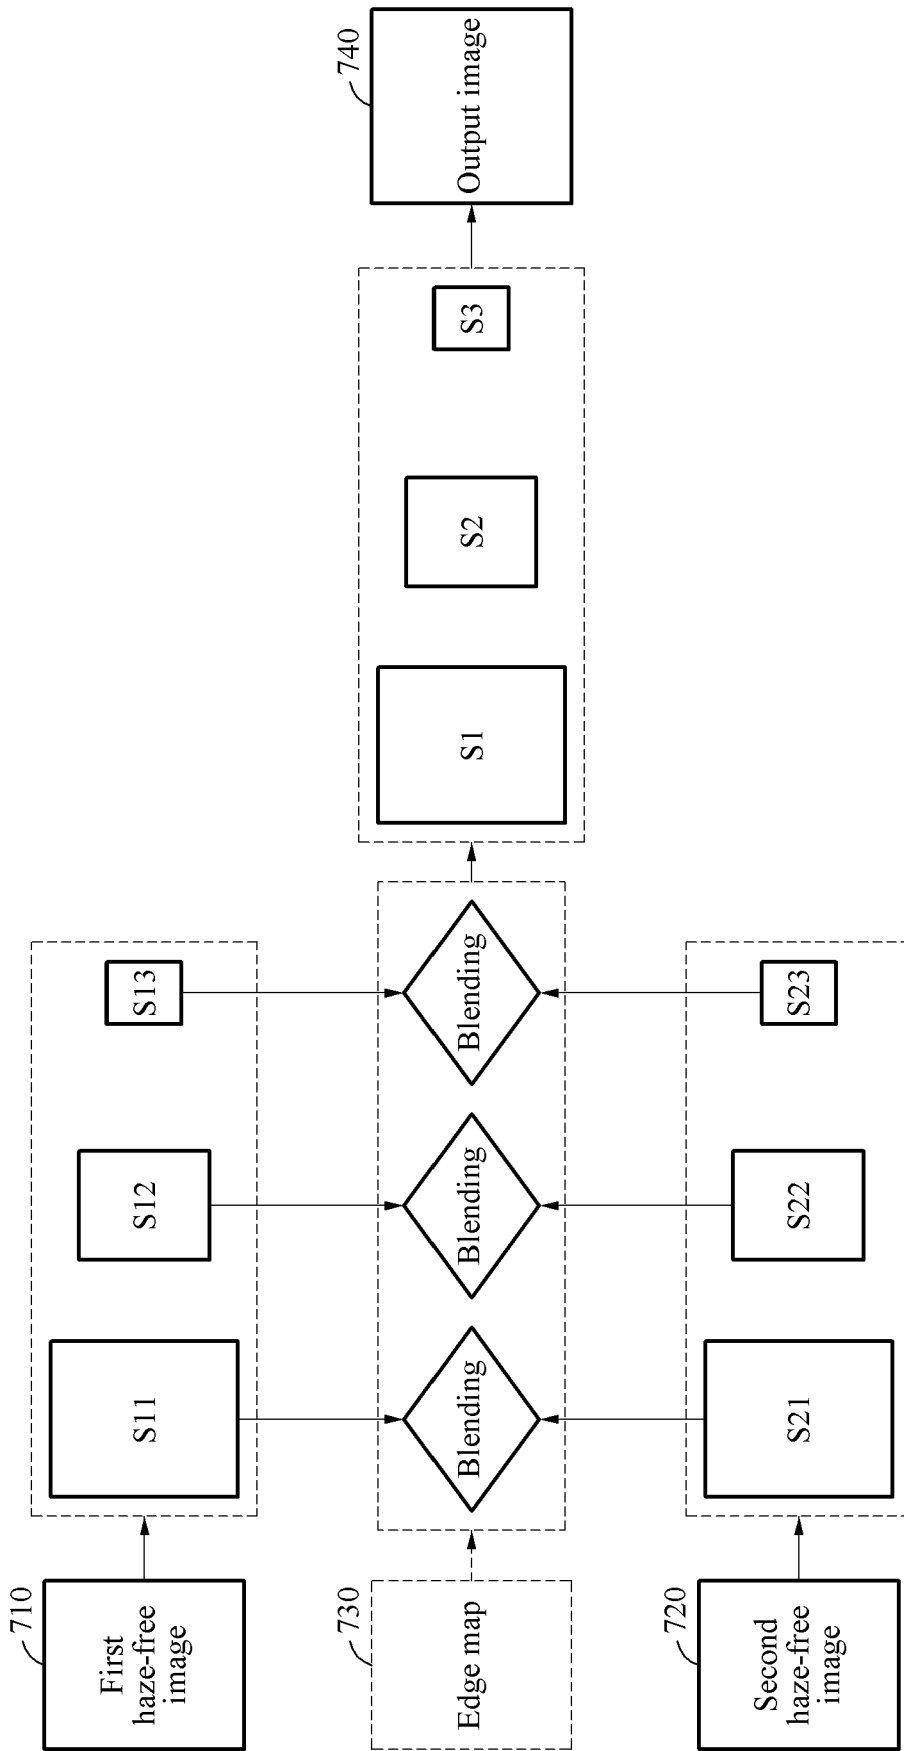 710
First
haze-free
image
S11
S12
S13
730
Edge map
Blending
Blending
Blending
S1
S2
S3
740
Output image
720
Second
haze-free
image
S21
S22
S23